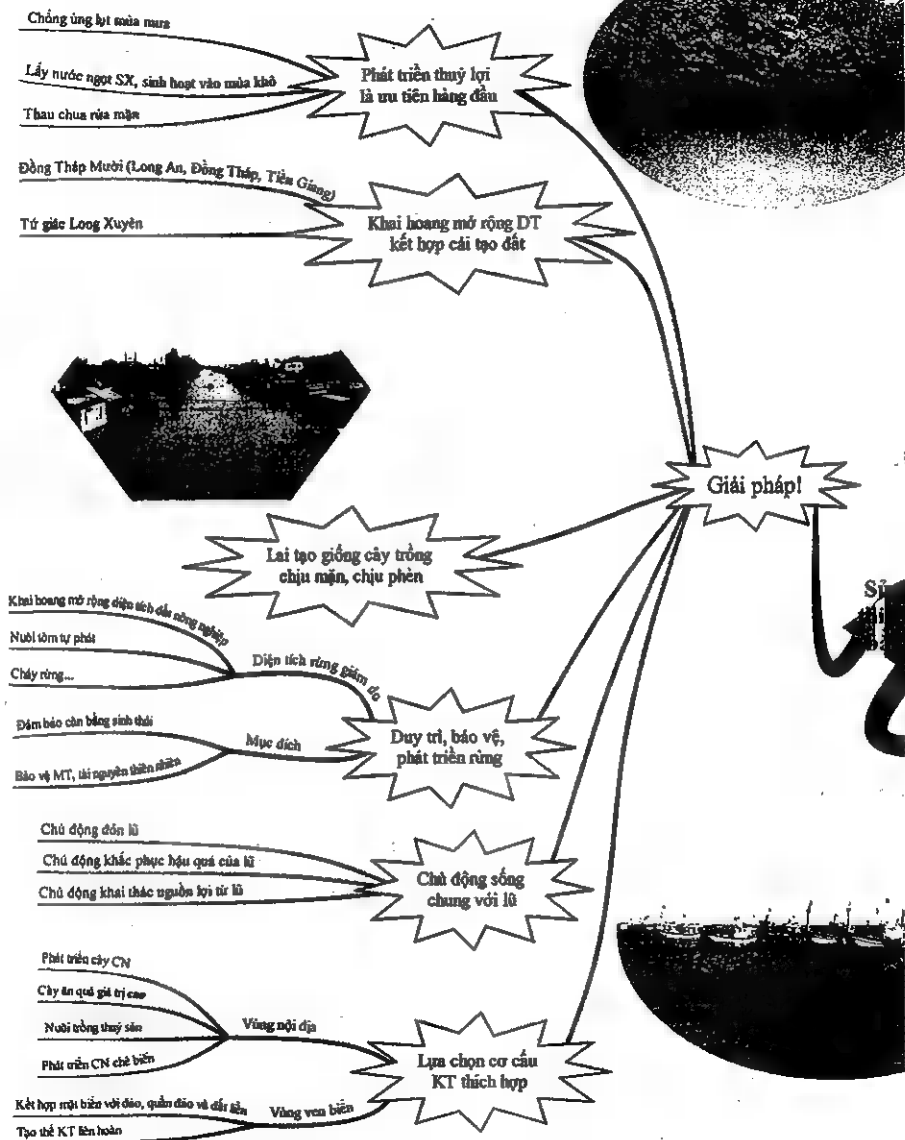 Chống úng lụt mùa mưa
Lấy nước ngọt SX, sinh hoạt vào mùa khô
Thau chua rửa mặn
Phát triển thuỷ lợi
là ưu tiên hàng đầu
Đồng Tháp Mười (Long An, Đồng Tháp, Tiền Giang)
Tứ giác Long Xuyên
Khai hoang mở rộng DT
kết hợp cải tạo đất
Giải pháp!
Lai tạo giống cây trồng
chịu mặn, chịu phèn
Khai hoang mở rộng diện tích đất nông nghiệp
Nuôi tôm tự phát
Cháy rừng...
Diện tích rừng giảm do
Đảm bảo cân bằng sinh thái
Bảo vệ MT, tài nguyên thiên nhiên
Mục đích
Duy trì, bảo vệ,
phát triển rừng
Chủ động đón lũ
Chủ động khắc phục hậu quả của lũ
Chủ động khai thác nguồn lợi từ lũ
Chủ động sống
chung với lũ
Phát triển cây CN
Cây ăn quả giá trị cao
Nuôi trồng thuỷ sản
Phát triển CN chế biến
Vùng nội địa
Kết hợp mặt biển với đảo, quần đảo và đất liền
Tạo thế KT liên hoàn
Vùng ven biển
Lựa chọn cơ cấu
KT thích hợp